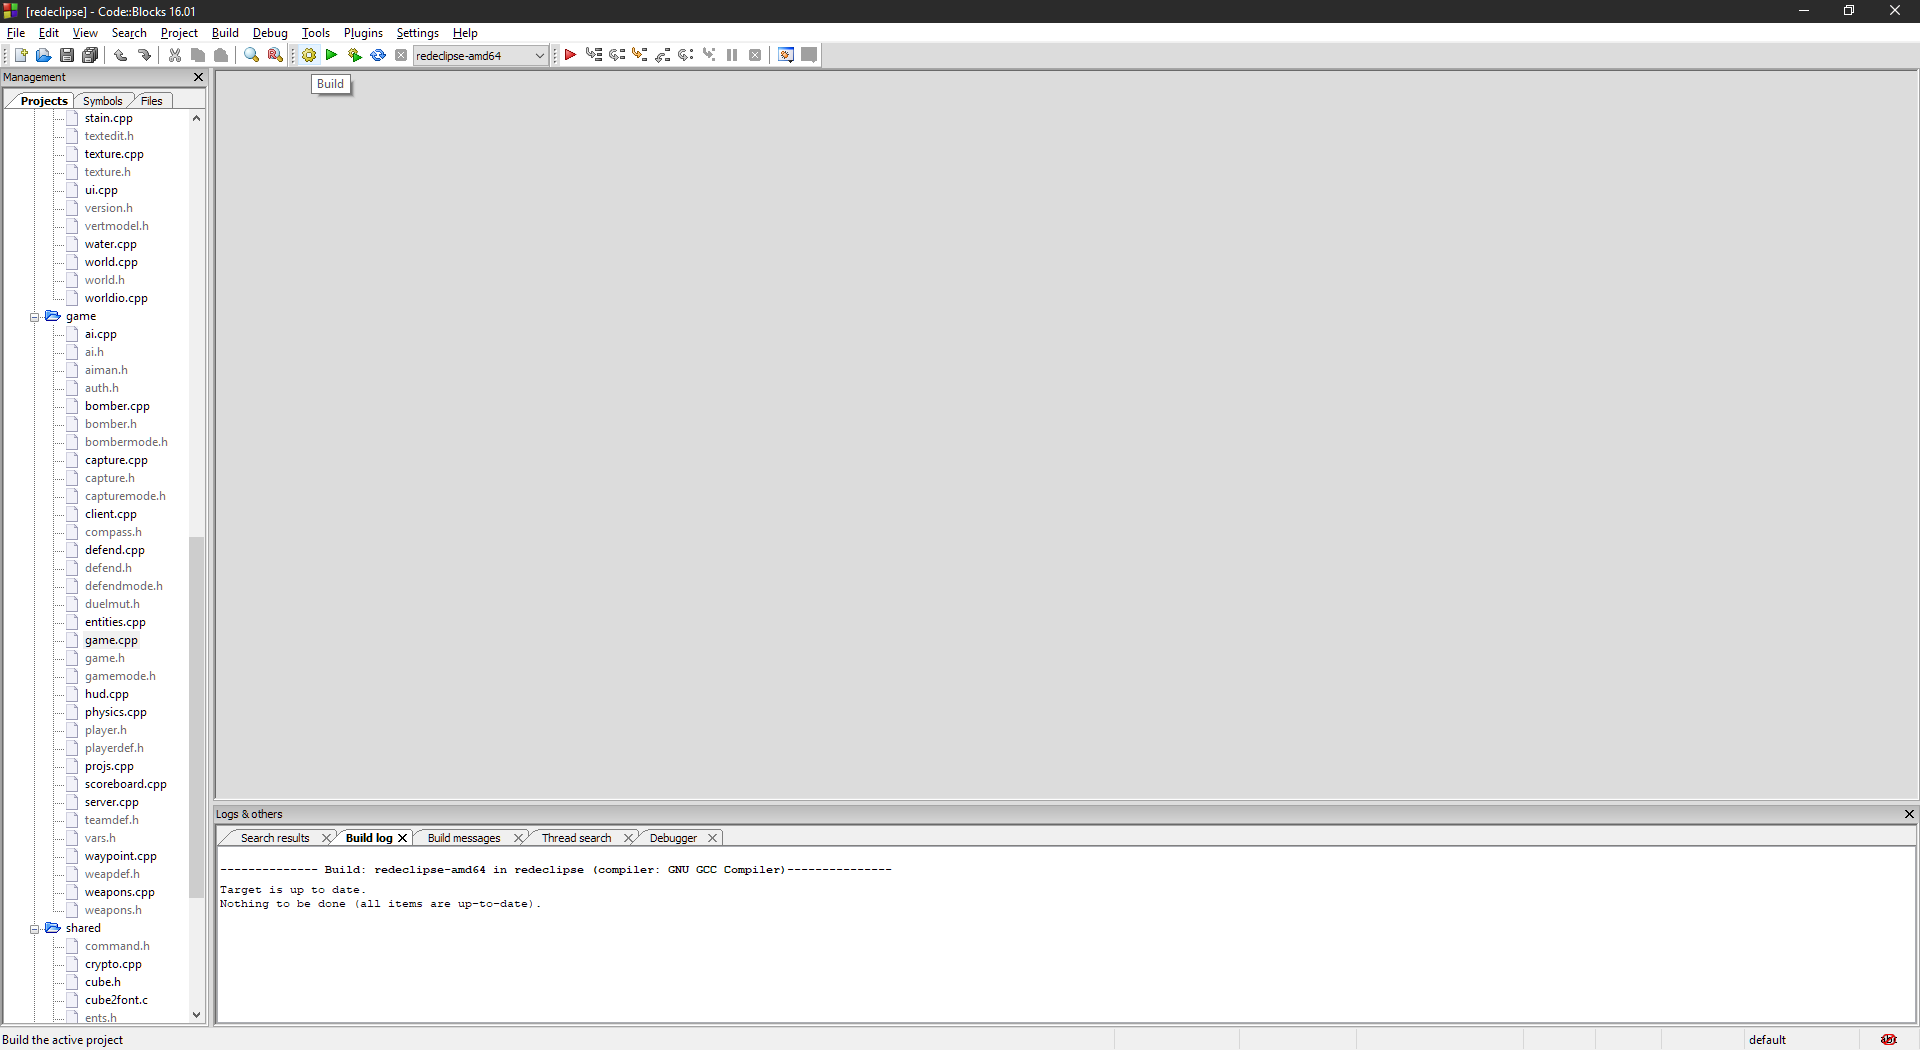 [redeclipse] - Code::Blocks 16.01
File Edit View Search Project Build Debug Tools Plugins Settings Help
redeclipse-amd64
Build
Management
Projects Symbols Files
stain.cpp
textedit.h
texture.cpp
texture.h
ui.cpp
version.h
vertmodel.h
water.cpp
world.cpp
world.h
worldio.cpp
game
ai.cpp
ai.h
aiman.h
auth.h
bomber.cpp
bomber.h
bombermode.h
capture.cpp
capture.h
capturemode.h
client.cpp
compass.h
defend.cpp
defend.h
defendmode.h
duelmut.h
entities.cpp
game.cpp
game.h
gamemode.h
hud.cpp
physics.cpp
player.h
playerdef.h
projs.cpp
scoreboard.cpp
server.cpp
teamdef.h
vars.h
waypoint.cpp
weapdef.h
weapons.cpp
weapons.h
shared
command.h
crypto.cpp
cube.h
cube2font.c
ents.h
Logs & others
Search results Build log Build messages Thread search Debugger
-------------- Build: redeclipse-amd64 in redeclipse (compiler: GNU GCC Compiler)---------------
Target is up to date.
Nothing to be done (all items are up-to-date).
Build the active project
default
abc